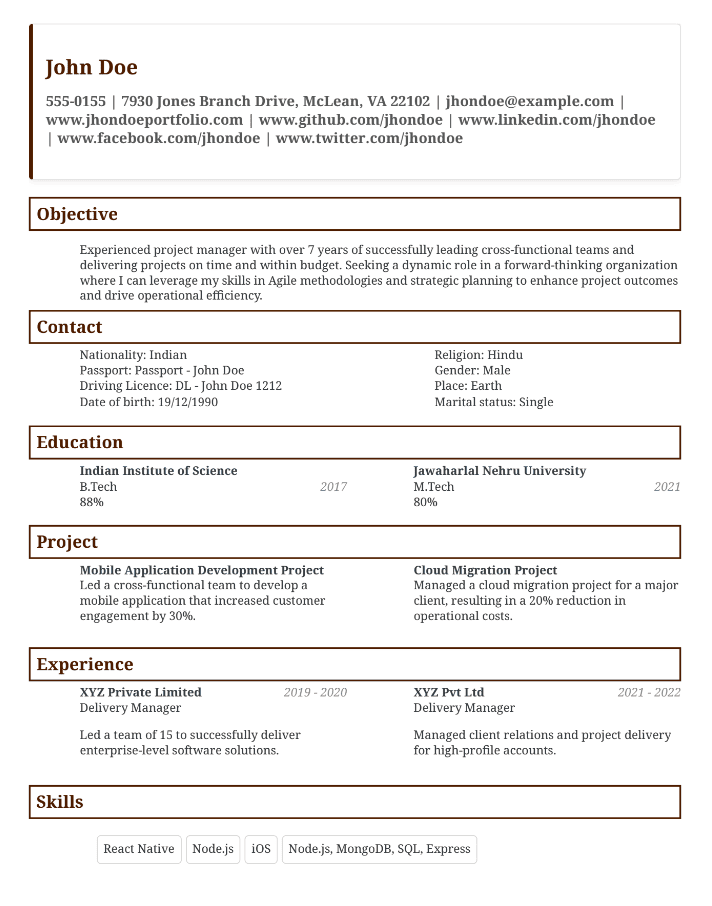 John Doe
555-0155 | 7930 Jones Branch Drive, McLean, VA 22102 | jhondoe@example.com |
www.jhondoeportfolio.com | www.github.com/jhondoe | www.linkedin.com/jhondoe
| www.facebook.com/jhondoe | www.twitter.com/jhondoe
Objective
Experienced project manager with over 7 years of successfully leading cross-functional teams and
delivering projects on time and within budget. Seeking a dynamic role in a forward-thinking organization
where I can leverage my skills in Agile methodologies and strategic planning to enhance project outcomes
and drive operational efficiency.
Contact
Nationality: Indian
Passport: Passport - John Doe
Driving Licence: DL - John Doe 1212
Date of birth: 19/12/1990
Religion: Hindu
Gender: Male
Place: Earth
Marital status: Single
Education
Indian Institute of Science
B.Tech 2017
88%
Jawaharlal Nehru University
M.Tech 2021
80%
Project
Mobile Application Development Project
Led a cross-functional team to develop a
mobile application that increased customer
engagement by 30%.
Cloud Migration Project
Managed a cloud migration project for a major
client, resulting in a 20% reduction in
operational costs.
Experience
XYZ Private Limited 2019 - 2020
Delivery Manager
Led a team of 15 to successfully deliver
enterprise-level software solutions.
XYZ Pvt Ltd 2021 - 2022
Delivery Manager
Managed client relations and project delivery
for high-profile accounts.
Skills
React Native Node.js iOS Node.js, MongoDB, SQL, Express